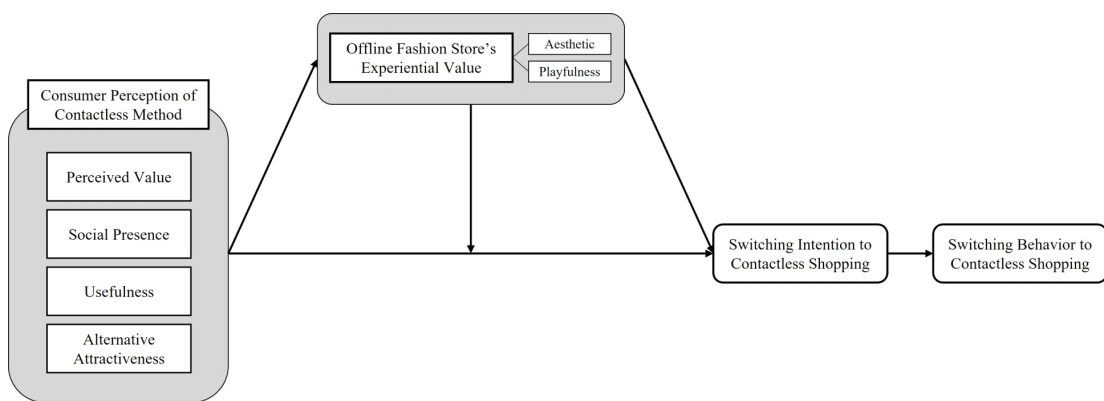 Offline Fashion Store's
Experiential Value
Aesthetic
Playfulness
Consumer Perception of
Contactless Method
Perceived Value
Social Presence
Usefulness
Alternative
Attractiveness
Switching Intention to
Contactless Shopping
Switching Behavior to
Contactless Shopping